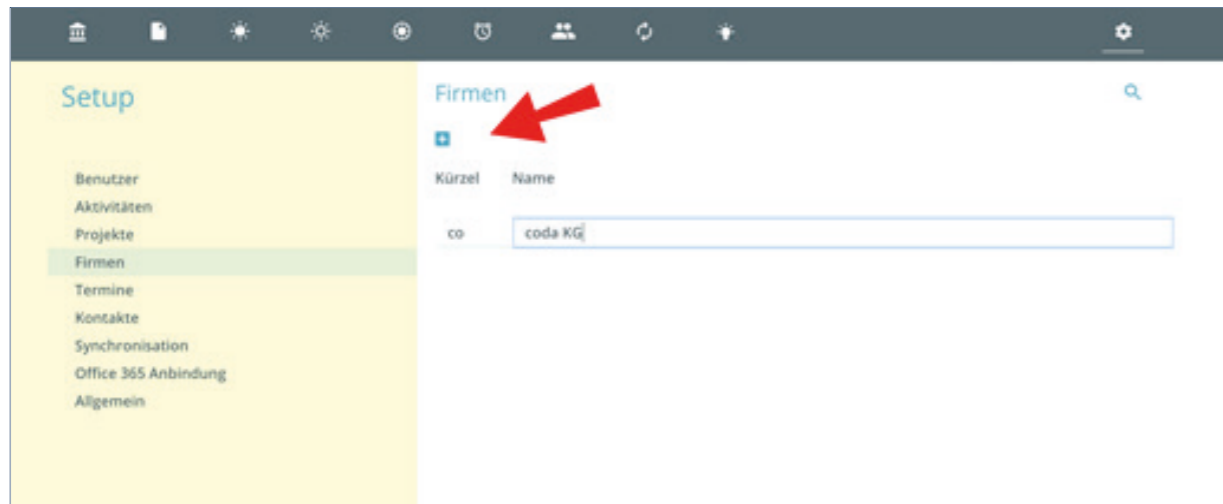 Setup
Benutzer
Aktivitäten
Projekte
Firmen
Termine
Kontakte
Synchronisation
Office 365 Anbindung
Allgemein
Firmen
Kürzel Name
co coda KG